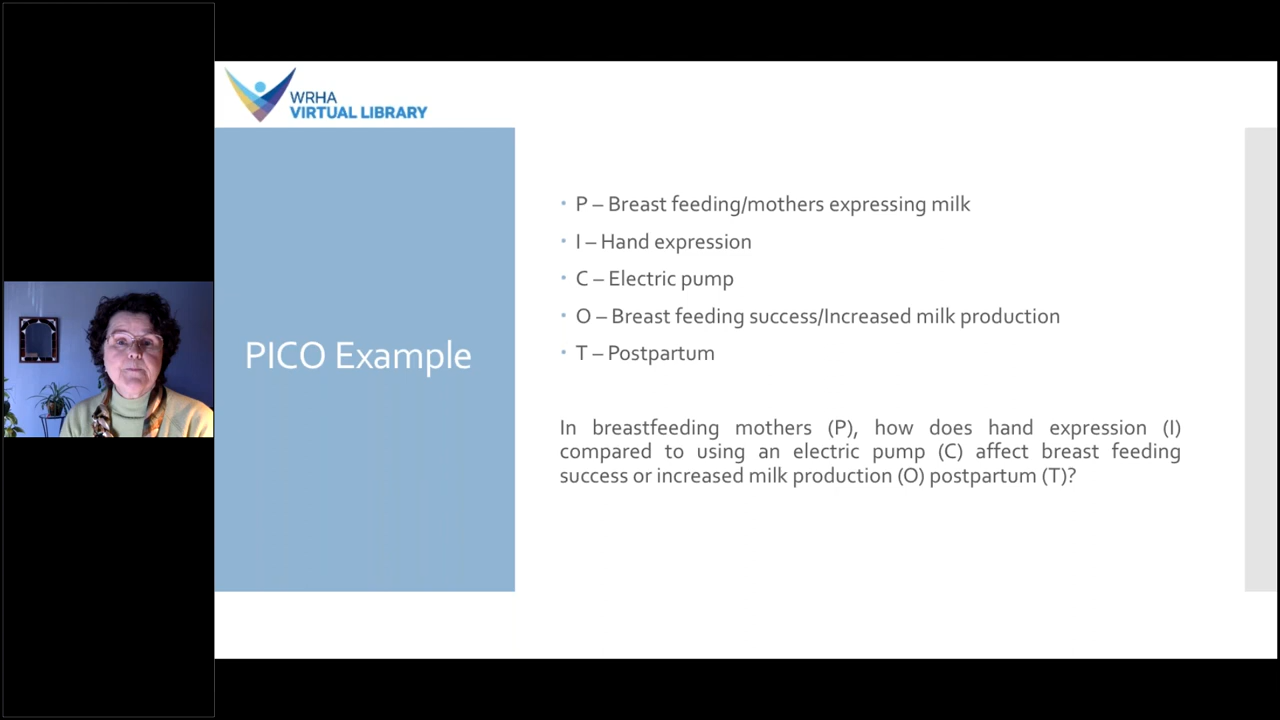 WRHA
VIRTUAL LIBRARY
PICO Example
• P – Breast feeding/mothers expressing milk
• I – Hand expression
• C – Electric pump
• O – Breast feeding success/Increased milk production
• T – Postpartum
In breastfeeding mothers (P), how does hand expression (I)
compared to using an electric pump (C) affect breast feeding
success or increased milk production (O) postpartum (T)?